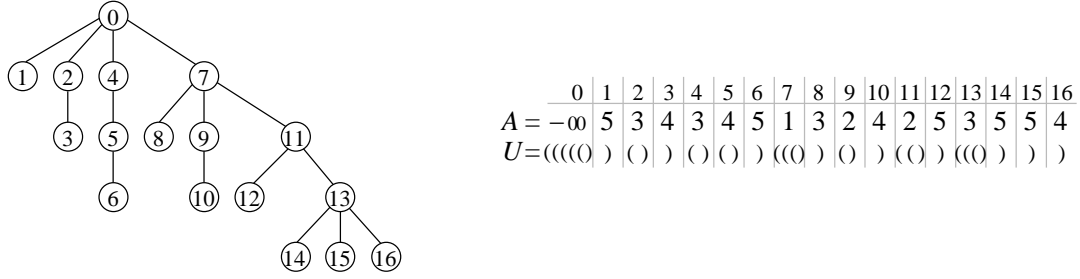 0
1 2 4 7
3 5 8 9 11
6 10 12 13
14 15 16
0 1 2 3 4 5 6 7 8 9 10 11 12 13 14 15 16
A = −∞ 5 3 4 3 4 5 1 3 2 4 2 5 3 5 5 4
U= ((((() ) () ) () () ) ((() ) () ) (() ) ((() ) ) )